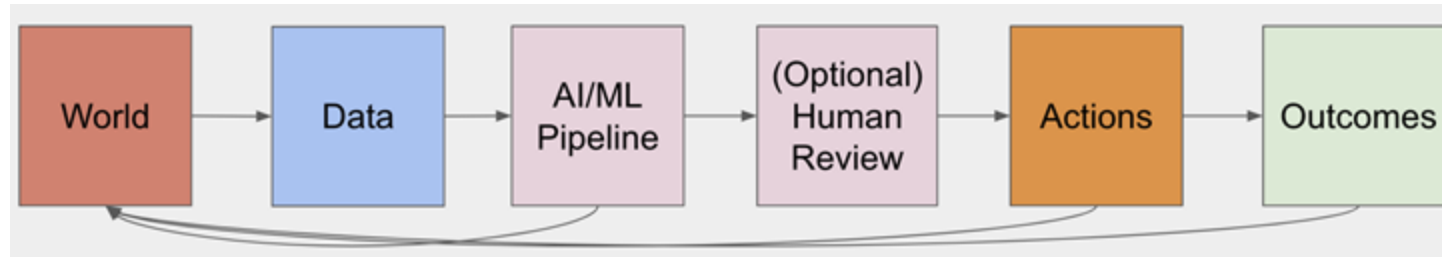 World
Data
AI/ML
Pipeline
(Optional)
Human
Review
Actions
Outcomes